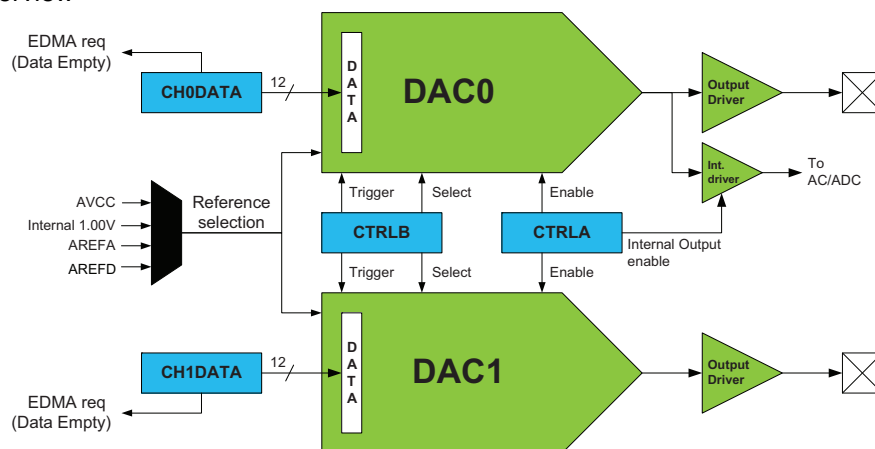 EDMA req
(Data Empty)
CH0DATA
12
DATA
DAC0
Output
Driver
Int.
driver
To
AC/ADC
AVCC
Internal 1.00V
AREFA
AREFD
Reference
selection
Trigger
Select
Enable
CTRLB
CTRLA
Internal Output
enable
Trigger
Select
Enable
CH1DATA
12
DATA
DAC1
Output
Driver
EDMA req
(Data Empty)